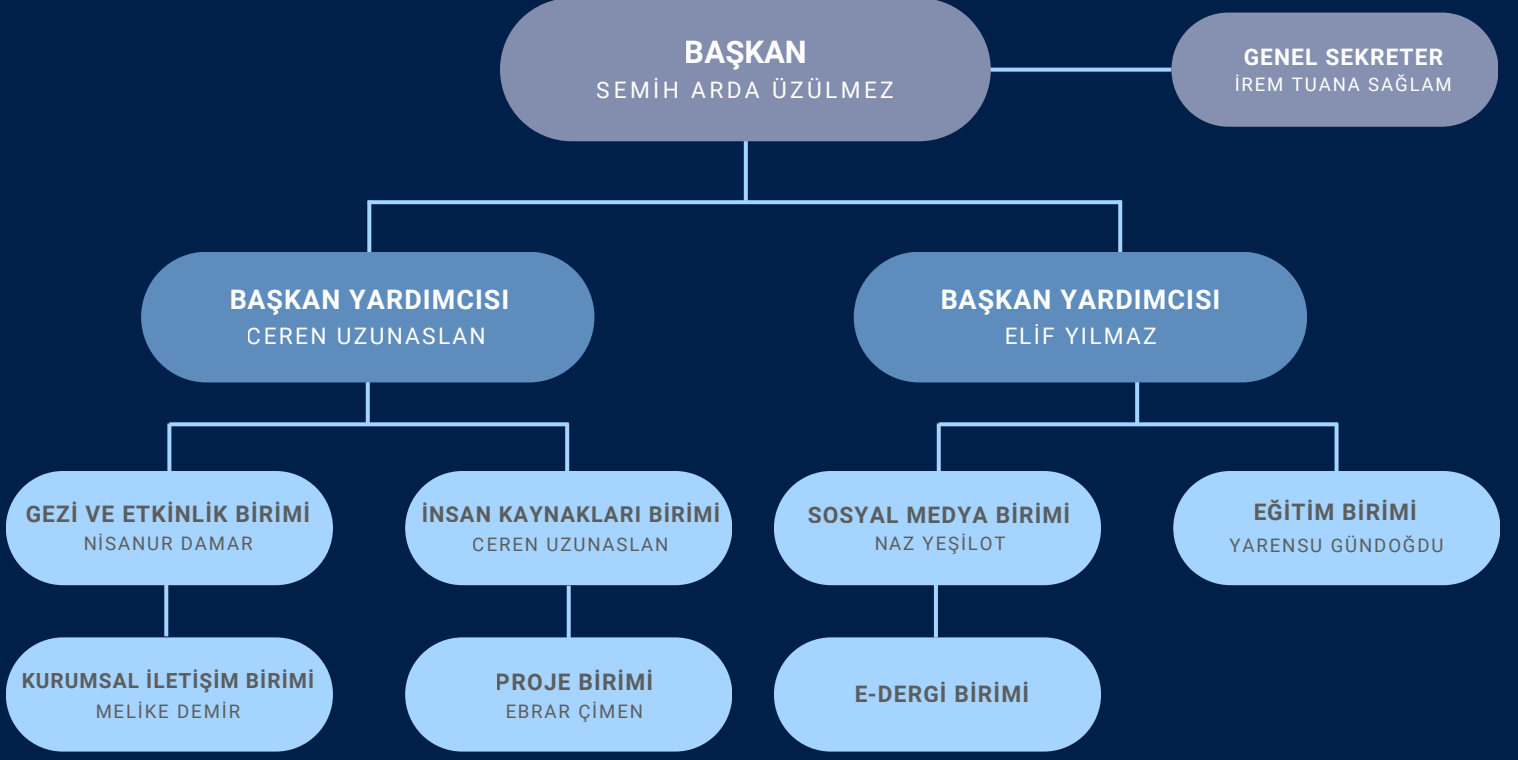 BAŞKAN
SEMİH ARDA ÜZÜLMEZ
GENEL SEKRETER
İREM TUANA SAĞLAM
BAŞKAN YARDIMCISI
CEREN UZUNASLAN
BAŞKAN YARDIMCISI
ELİF YILMAZ
GEZİ VE ETKİNLİK BİRİMİ
NİSANUR DAMAR
İNSAN KAYNAKLARI BİRİMİ
CEREN UZUNASLAN
SOSYAL MEDYA BİRİMİ
NAZ YEŞİLOT
EĞİTİM BİRİMİ
YARENSU GÜNDOĞDU
KURUMSAL İLETİŞİM BİRİMİ
MELİKE DEMİR
PROJE BİRİMİ
EBRAR ÇİMEN
E-DERGİ BİRİMİ